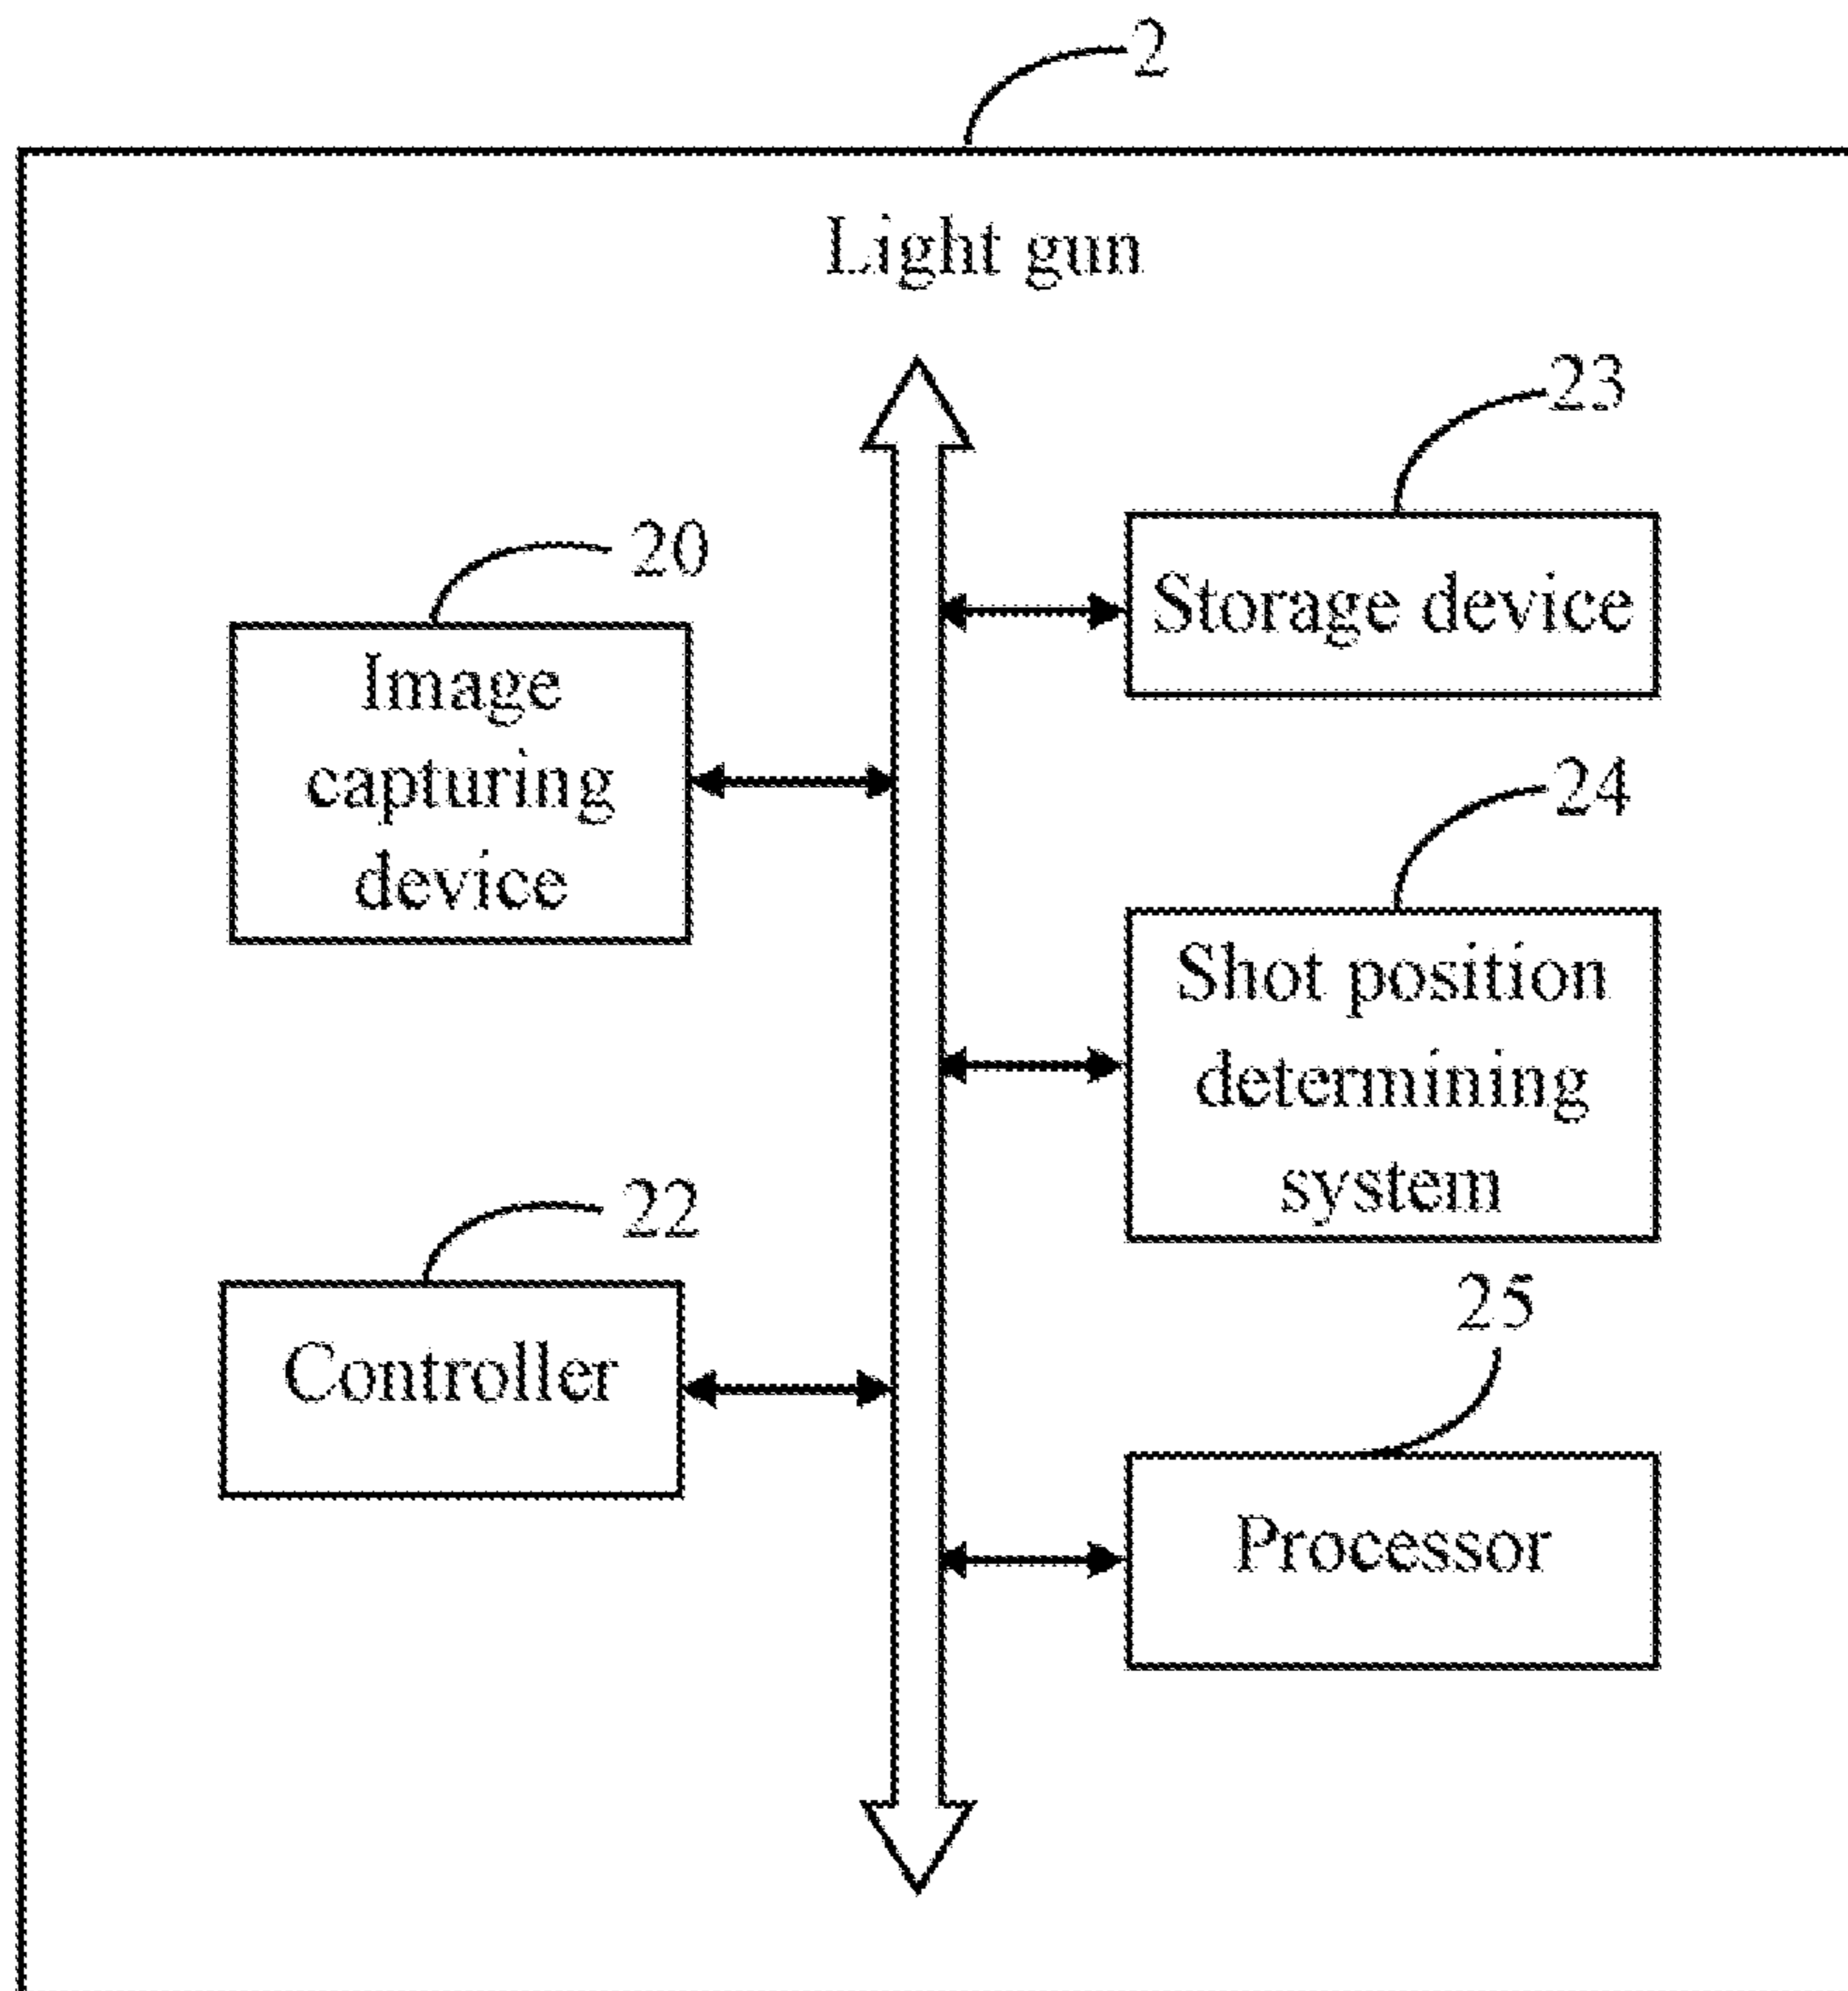 2
Light gun
23
Storage device
20
Image
capturing
device
24
Shot position
determining
system
22
Controller
25
Processor